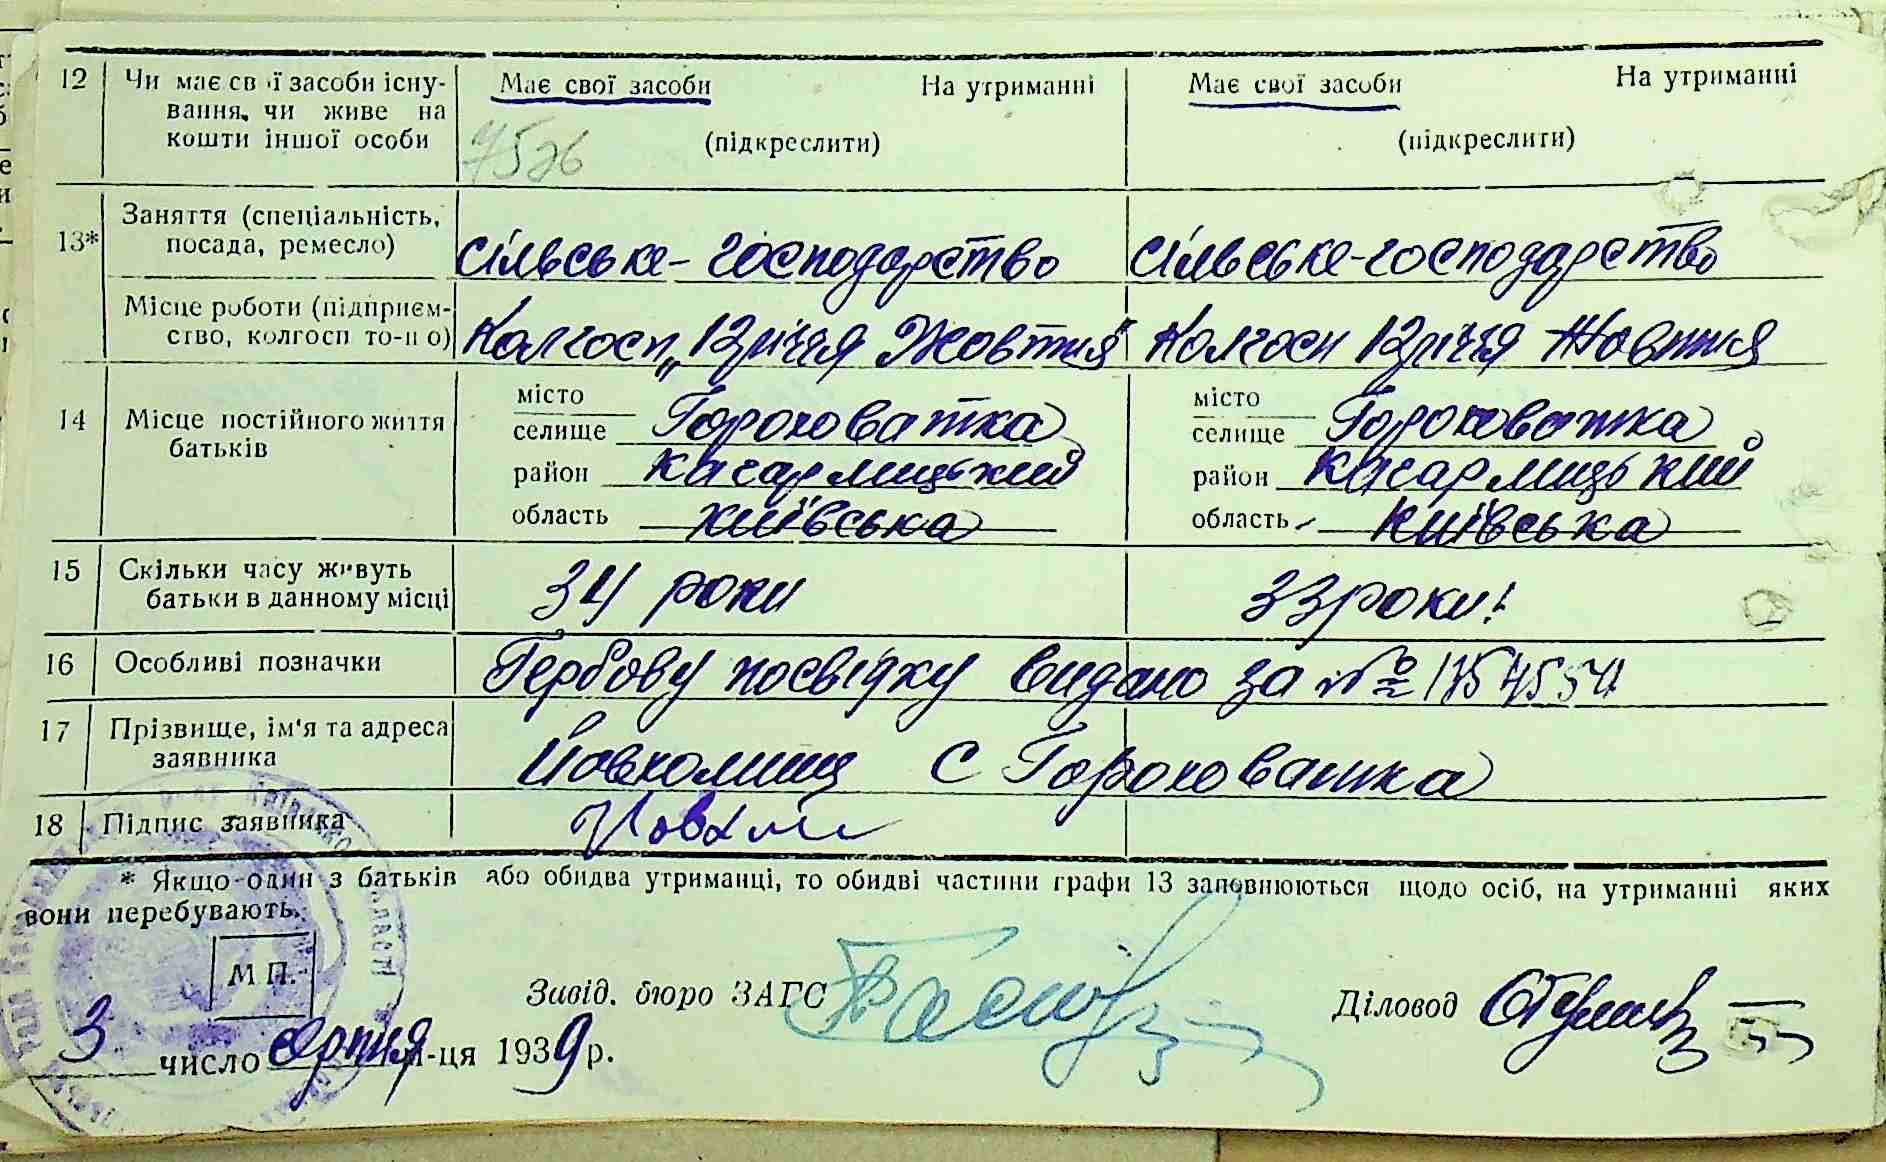 12 Чи має свої засоби існу- Має свої засоби На утриманні Має свої засоби На утриманні
вання, чи живе на
кошти іншої особи (підкреслити) (підкреслити)
13* Заняття (спеціальність,
посада, ремесло) сільське-господарство сільське-господарство
Місце роботи (підприєм-
ство, колгосп то-що) Колгосп „12 річчя Жовтня" Колгосп 12 річчя Жовтня
14 Місце постійного життя
батьків
місто місто
селище Гороховатка селище Гороховатка
район Кагарлицький район Кагарлицький
область Київська область Київська
15 Скільки часу живуть
батьки в данному місці 34 роки 33 роки!
16 Особливі позначки Гербову посвідку видано за №
17 Прізвище, ім'я та адреса
заявника С Гороховатка
18 Підпис заявника
* Якщо один з батьків або обидва утриманці, то обидві частини графи 13 заповнюються щодо осіб, на утриманні яких
вони перебувають.
М П.
Завід. бюро ЗАГС Діловод
3 число серпня м-ця 1939 р.